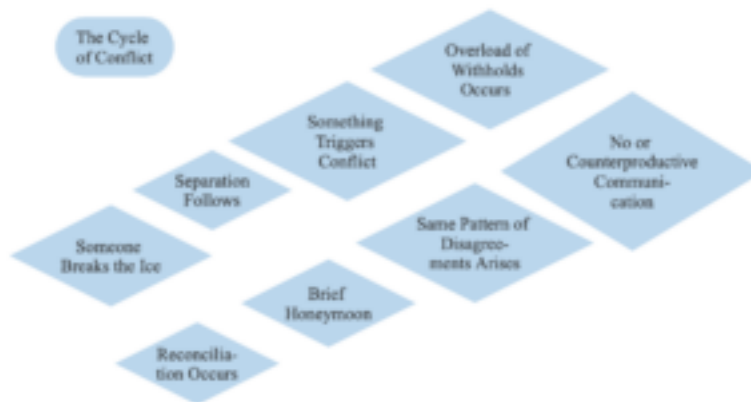 The Cycle
of Conflict
Overload of
Withholds
Occurs
Something
Triggers
Conflict
No or
Counterproductive
Communi-
cation
Separation
Follows
Same Pattern of
Disagree-
ments Arises
Someone
Breaks the Ice
Brief
Honeymoon
Reconcilia-
tion Occurs